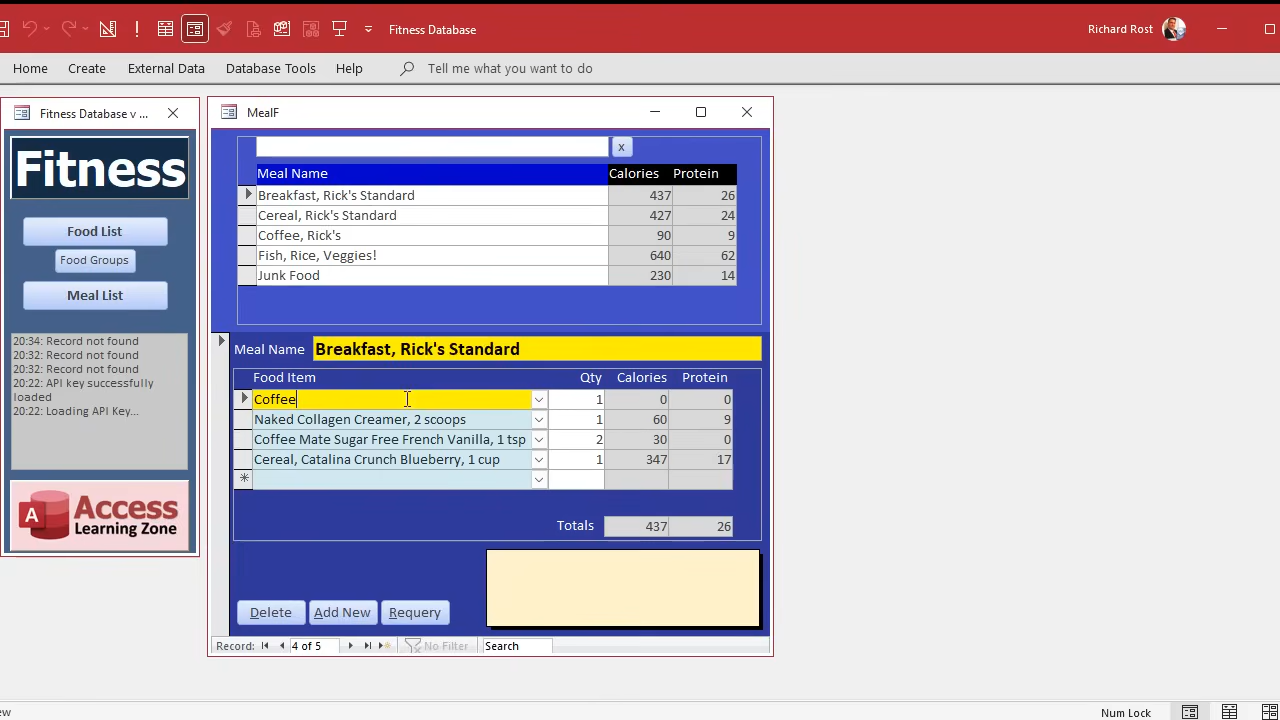 Fitness Database
Richard Rost
Home Create External Data Database Tools Help Tell me what you want to do
Fitness Database v ...
Fitness
Food List
Food Groups
Meal List
20:34: Record not found
20:32: Record not found
20:32: Record not found
20:22: API key successfully
loaded
20:22: Loading API Key...
A Access
Learning Zone
MealF
x
Meal Name Calories Protein
Breakfast, Rick's Standard 437 26
Cereal, Rick's Standard 427 24
Coffee, Rick's 90 9
Fish, Rice, Veggies! 640 62
Junk Food 230 14
Meal Name Breakfast, Rick's Standard
Food Item Qty Calories Protein
Coffee 1 0 0
Naked Collagen Creamer, 2 scoops 1 60 9
Coffee Mate Sugar Free French Vanilla, 1 tsp 2 30 0
Cereal, Catalina Crunch Blueberry, 1 cup 1 347 17
Totals 437 26
Delete Add New Requery
Record: 4 of 5 No Filter Search
Num Lock